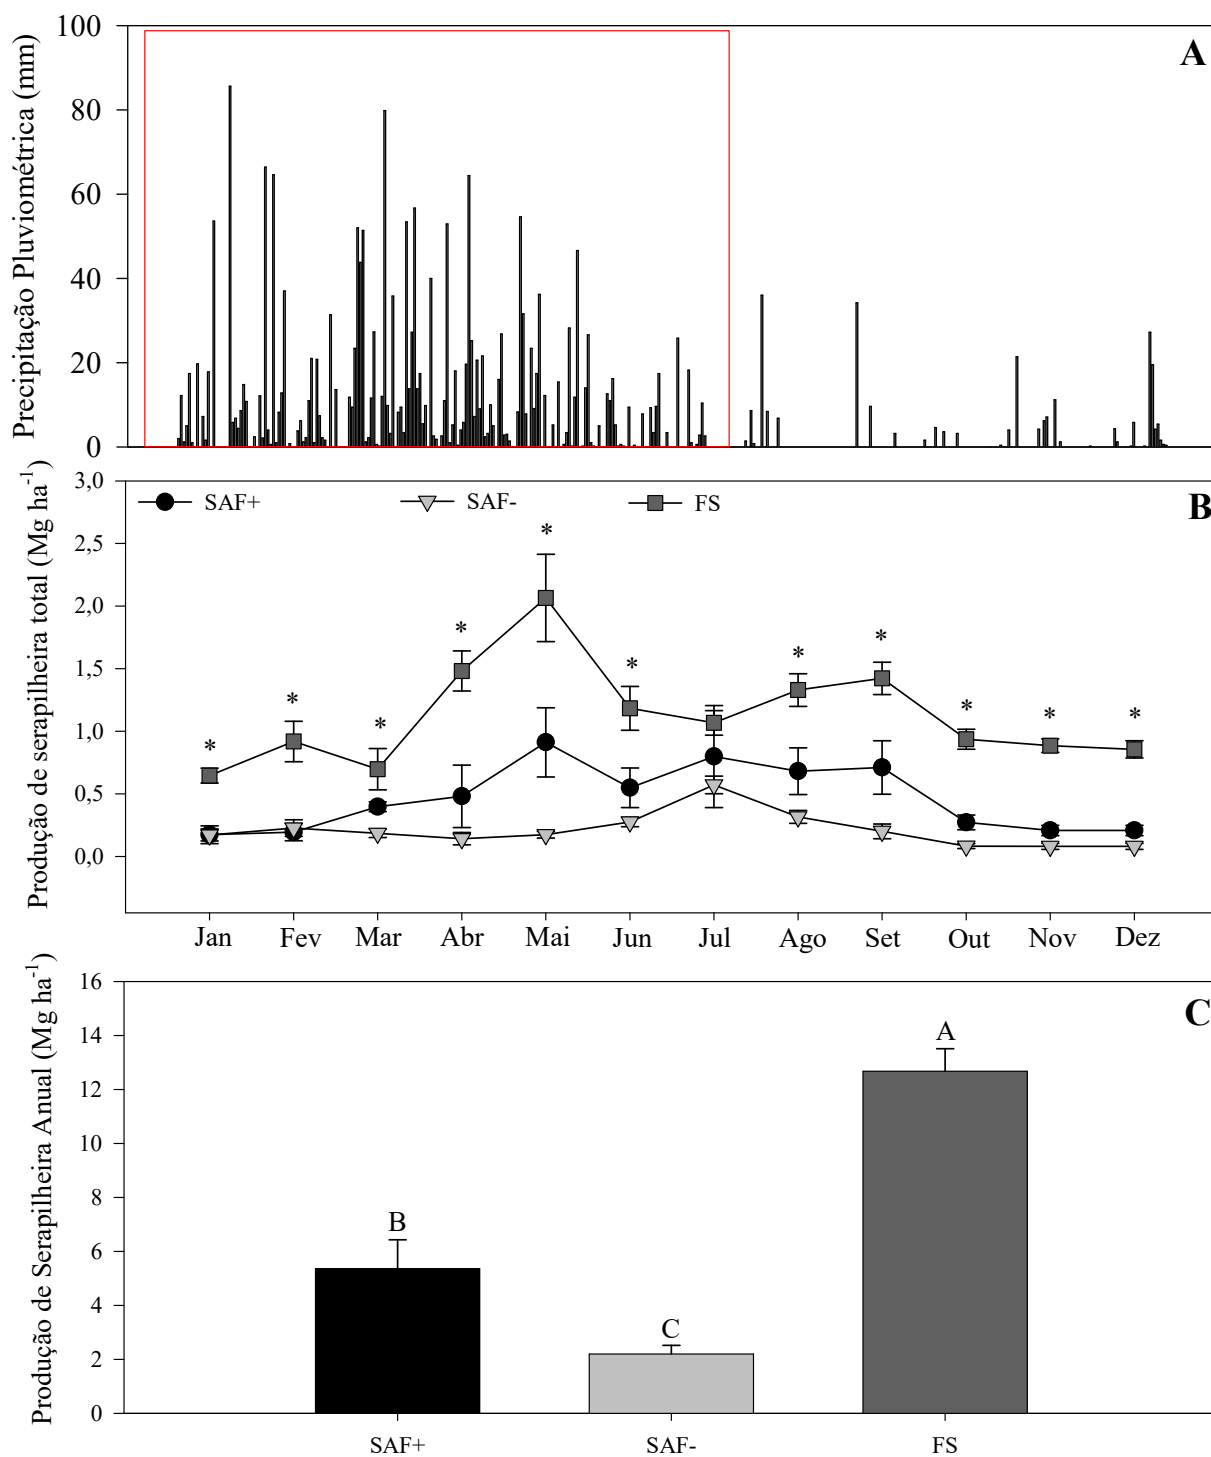 A
Precipitação Pluviométrica (mm)
100
80
60
40
20
0
B
Produção de serapilheira total (Mg ha⁻¹)
SAF+ SAF- FS
3,0
2,5
2,0
1,5
1,0
0,5
0,0
* * * * * * * * * * *
Jan Fev Mar Abr Mai Jun Jul Ago Set Out Nov Dez
C
Produção de Serapilheira Anual (Mg ha⁻¹)
16
14
12
10
8
6
4
2
0
B C A
SAF+ SAF- FS